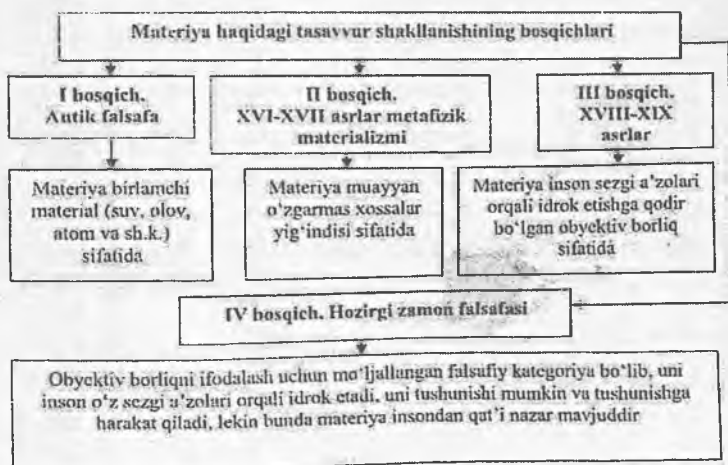 Materiya haqidagi tasavvur shakllanishining bosqichlari
I bosqich.
Antik falsafa
II bosqich.
XVI-XVII asrlar metafizik
materializmi
III bosqich.
XVIII-XIX
asrlar
Materiya birlamchi
material (suv, olov,
atom va sh.k.)
sifatida
Materiya muayyan
o'zgarmas xossalar
yig'indisi sifatida
Materiya inson sezgi a'zolari
orqali idrok etishga qodir
bo'lgan obyektiv borliq
sifatida
IV bosqich. Hozirgi zamon falsafasi
Obyektiv borliqni ifodalash uchun mo'ljallangan falsafiy kategoriya bo'lib, uni
inson o'z sezgi a'zolari orqali idrok etadi, uni tushunishi mumkin va tushunishga
harakat qiladi, lekin bunda materiya insondan qat'i nazar mavjuddir